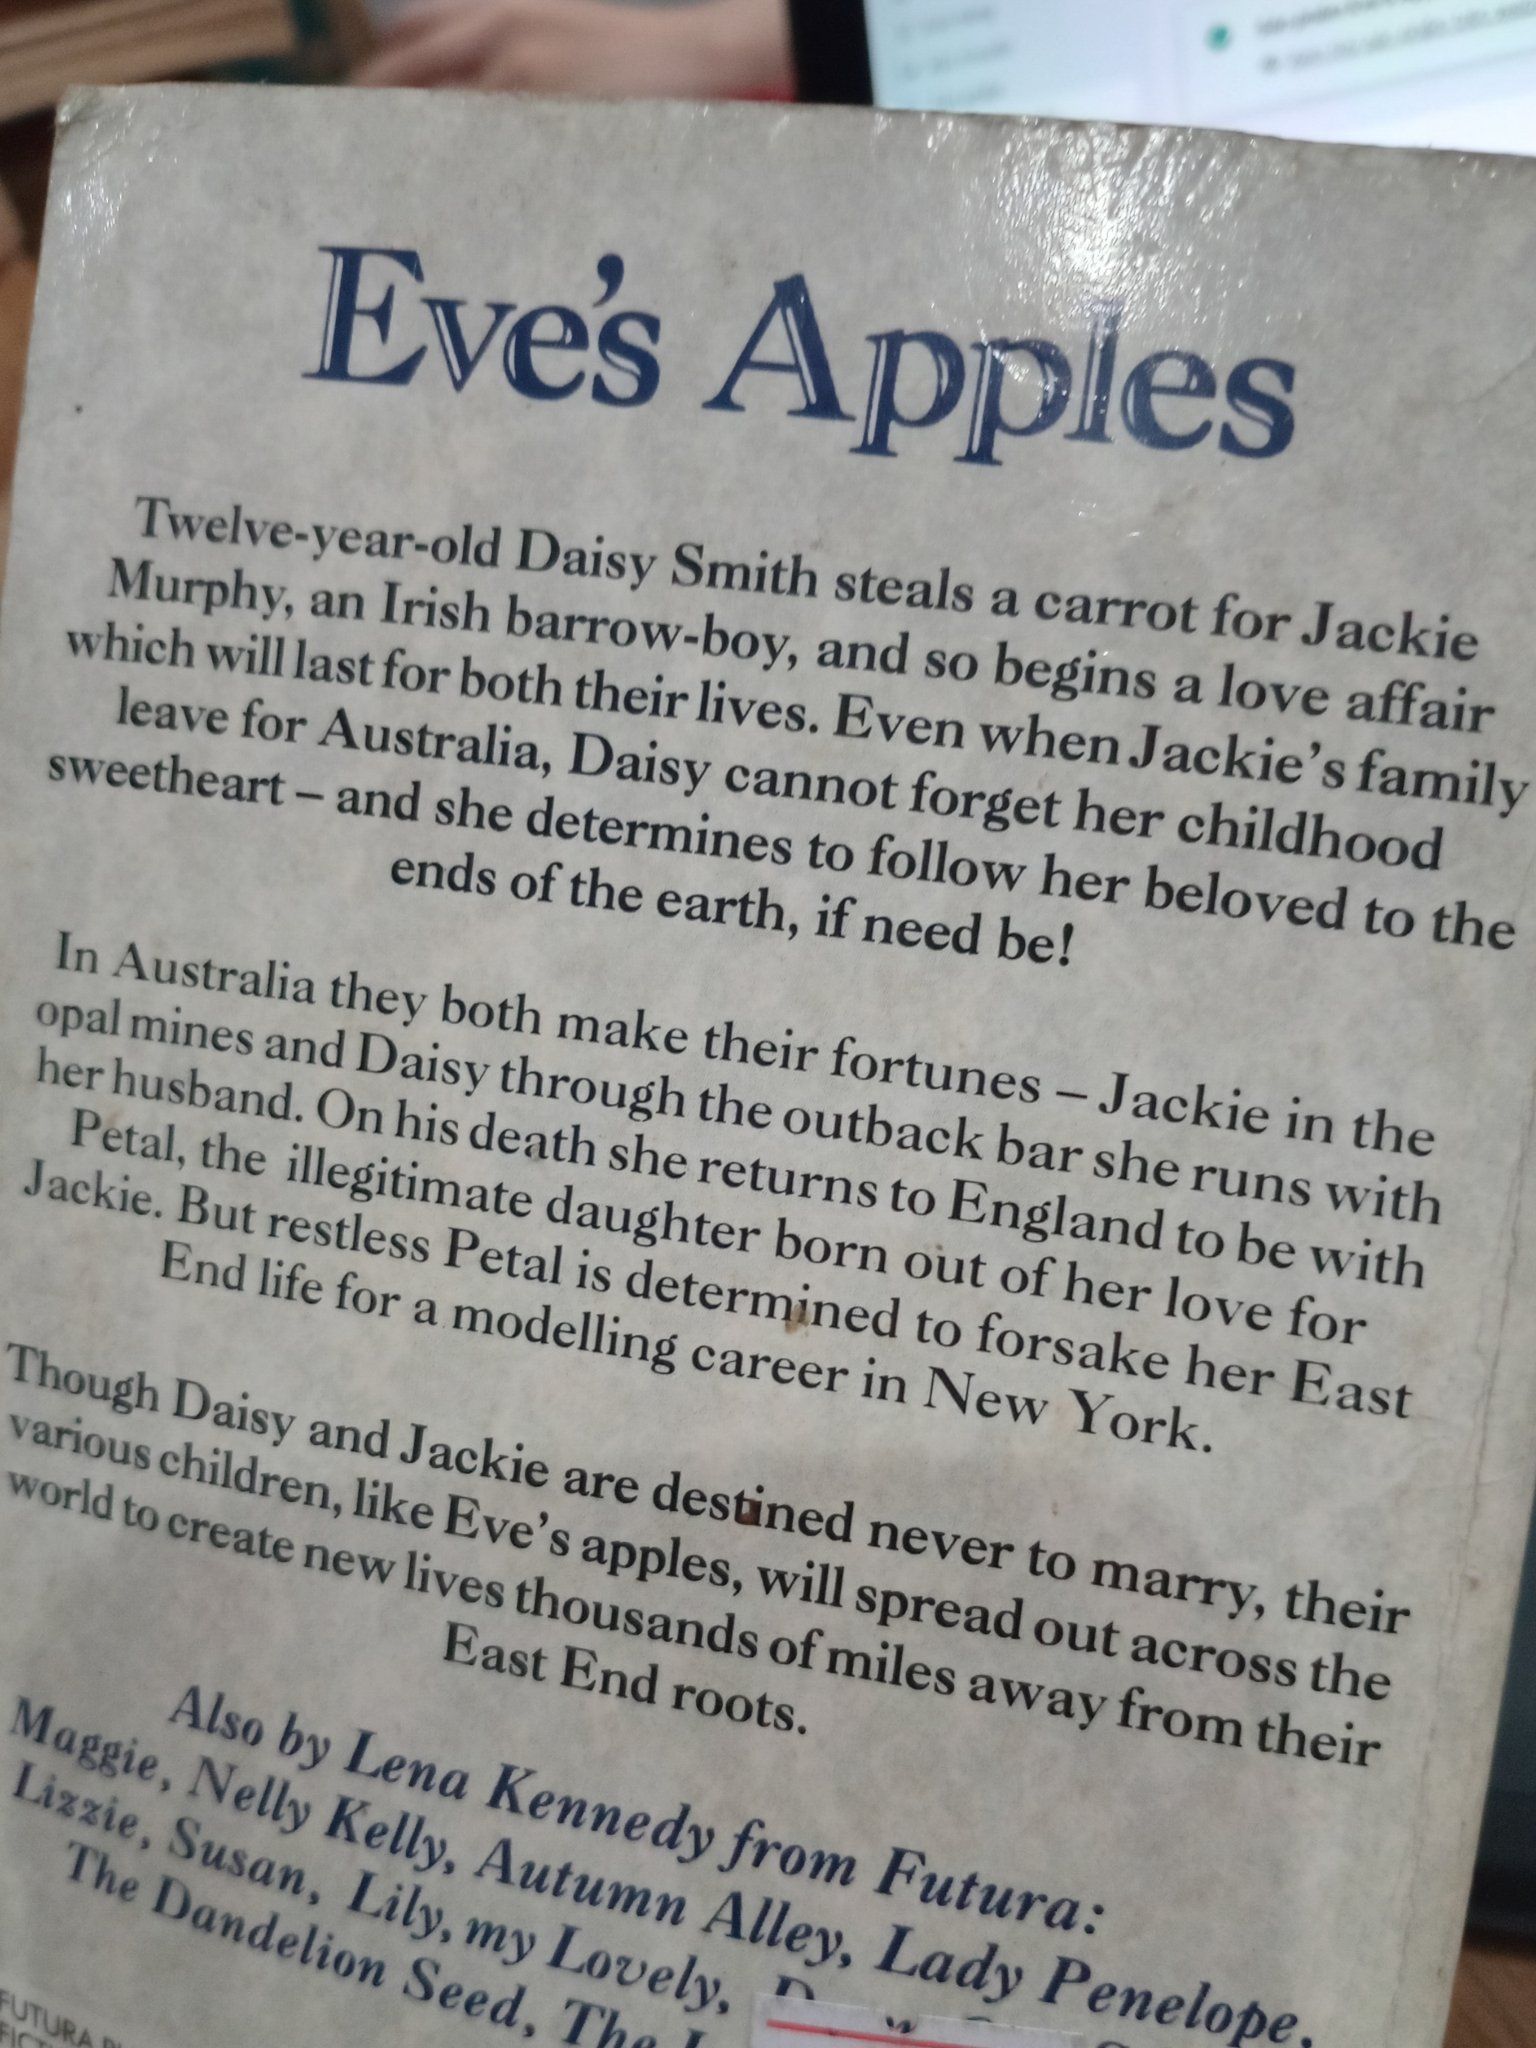 Eve's Apples
Twelve-year-old Daisy Smith steals a carrot for Jackie
Murphy, an Irish barrow-boy, and so begins a love affair
which will last for both their lives. Even when Jackie's family
leave for Australia, Daisy cannot forget her childhood
sweetheart – and she determines to follow her beloved to the
ends of the earth, if need be!
In Australia they both make their fortunes – Jackie in the
opal mines and Daisy through the outback bar she runs with
her husband. On his death she returns to England to be with
Petal, the illegitimate daughter born out of her love for
Jackie. But restless Petal is determined to forsake her East
End life for a modelling career in New York.
Though Daisy and Jackie are destined never to marry, their
various children, like Eve's apples, will spread out across the
world to create new lives thousands of miles away from their
East End roots.
Also by Lena Kennedy from Futura:
Maggie, Nelly Kelly, Autumn Alley, Lady Penelope,
Lizzie, Susan, Lily, my Lovely,
The Dandelion Seed, The
FUTURA